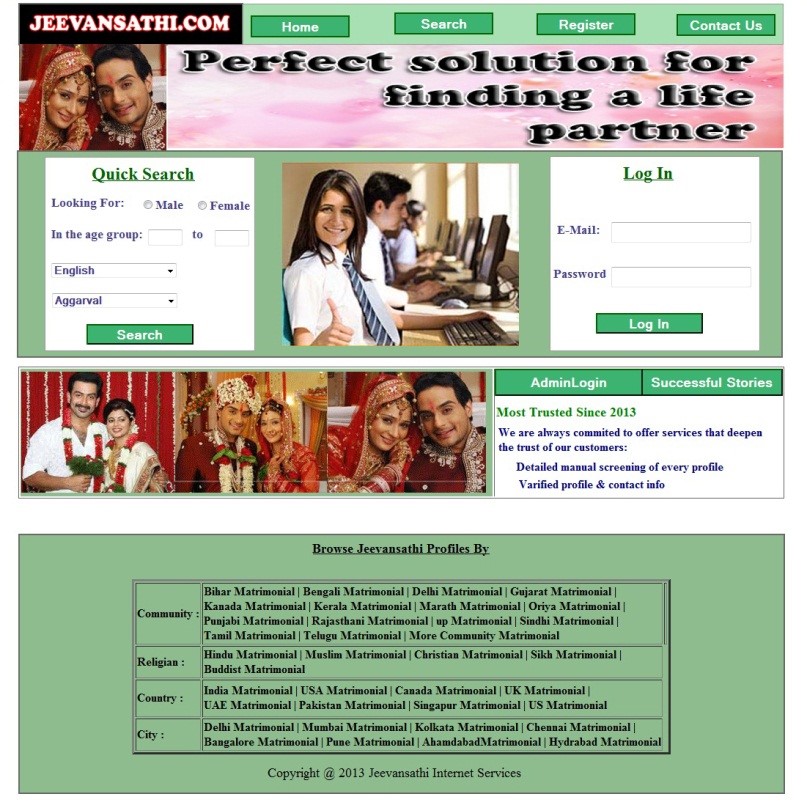 JEEVANSATHI.COM
Home
Search
Register
Contact Us
Perfect solution for
finding a life
partner
Quick Search
Looking For:
Male
Female
In the age group:
to
English
Aggarval
Search
Log In
E-Mail:
Password
Log In
AdminLogin
Successful Stories
Most Trusted Since 2013
We are always commited to offer services that deepen
the trust of our customers:
Detailed manual screening of every profile
Varified profile & contact info
Browse Jeevansathi Profiles By
Community :
Bihar Matrimonial | Bengali Matrimonial | Delhi Matrimonial | Gujarat Matrimonial |
Kanada Matrimonial | Kerala Matrimonial | Marath Matrimonial | Oriya Matrimonial |
Punjabi Matrimonial | Rajasthani Matrimonial | up Matrimonial | Sindhi Matrimonial |
Tamil Matrimonial | Telugu Matrimonial | More Community Matrimonial
Religian :
Hindu Matrimonial | Muslim Matrimonial | Christian Matrimonial | Sikh Matrimonial |
Buddist Matrimonial
Country :
India Matrimonial | USA Matrimonial | Canada Matrimonial | UK Matrimonial |
UAE Matrimonial | Pakistan Matrimonial | Singapur Matrimonial | US Matrimonial
City :
Delhi Matrimonial | Mumbai Matrimonial | Kolkata Matrimonial | Chennai Matrimonial |
Bangalore Matrimonial | Pune Matrimonial | AhamdabadMatrimonial | Hydrabad Matrimonial
Copyright @ 2013 Jeevansathi Internet Services